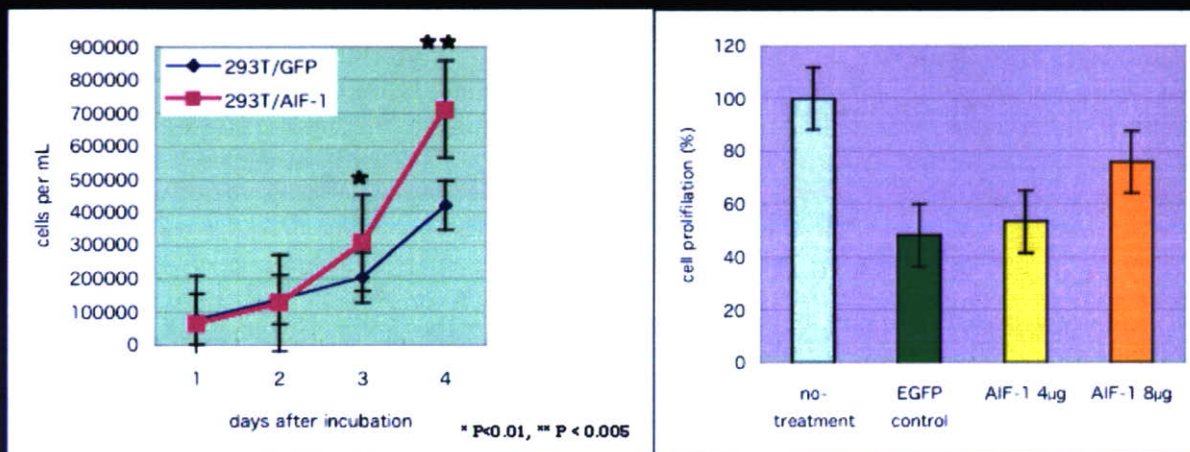 900000
800000
700000
600000
500000
400000
300000
200000
100000
0
cells per mL
293T/GFP
293T/AIF-1
★
★★
1 2 3 4
days after incubation
* P<0.01, ** P < 0.005
120
100
80
60
40
20
0
cell prolifilation (%)
no-
treatment
EGFP
control
AIF-1 4µg
AIF-1 8µg